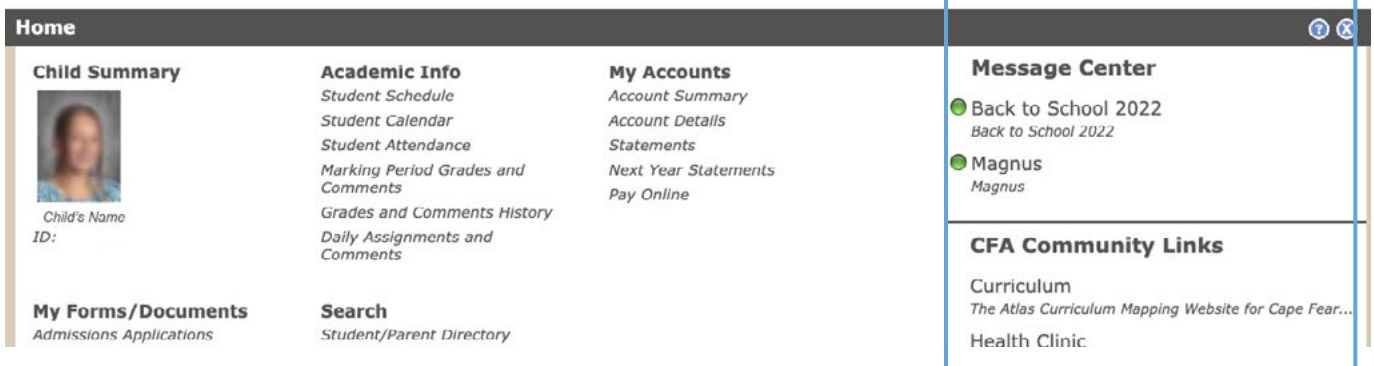 Home
? X
Child Summary
Child's Name
ID:
Academic Info
Student Schedule
Student Calendar
Student Attendance
Marking Period Grades and
Comments
Grades and Comments History
Daily Assignments and
Comments
My Accounts
Account Summary
Account Details
Statements
Next Year Statements
Pay Online
My Forms/Documents
Admissions Applications
Search
Student/Parent Directory
Message Center
Back to School 2022
Back to School 2022
Magnus
Magnus
CFA Community Links
Curriculum
The Atlas Curriculum Mapping Website for Cape Fear...
Health Clinic